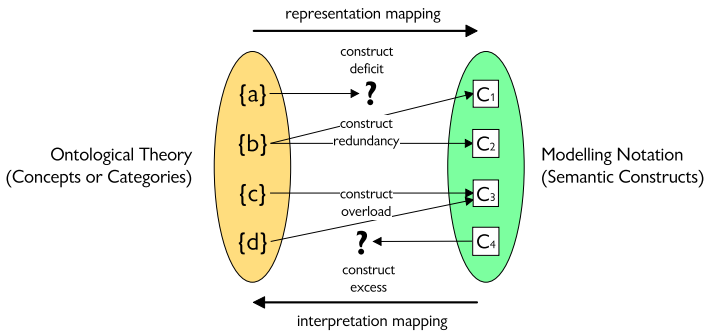 representation mapping
construct
deficit
{a}
?
C1
{b}
construct
redundancy
C2
Ontological Theory
(Concepts or Categories)
Modelling Notation
(Semantic Constructs)
{c}
construct
overload
C3
{d}
?
C4
construct
excess
interpretation mapping